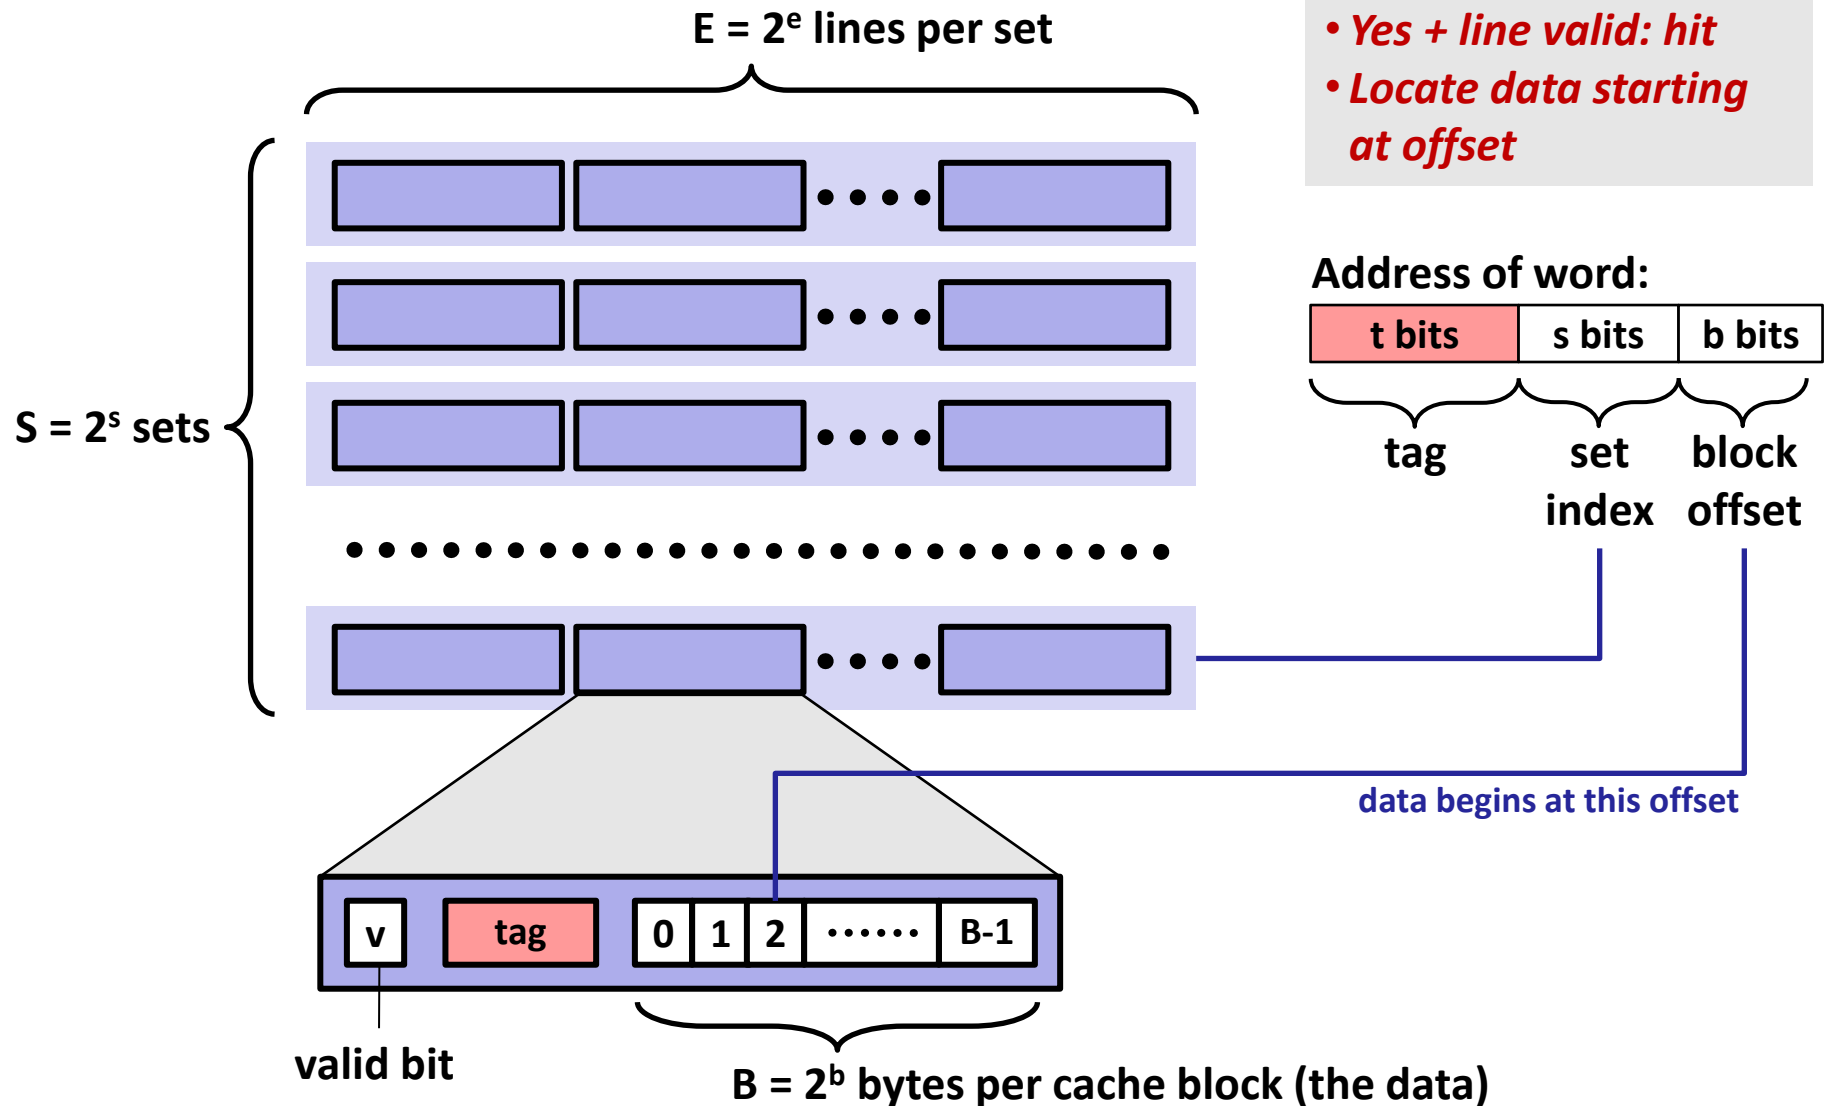 E = 2ᵉ lines per set
• Yes + line valid: hit
• Locate data starting
at offset
Address of word:
t bits s bits b bits
tag set block
index offset
S = 2ˢ sets
data begins at this offset
v tag 0 1 2 •••••• B-1
valid bit
B = 2ᵇ bytes per cache block (the data)